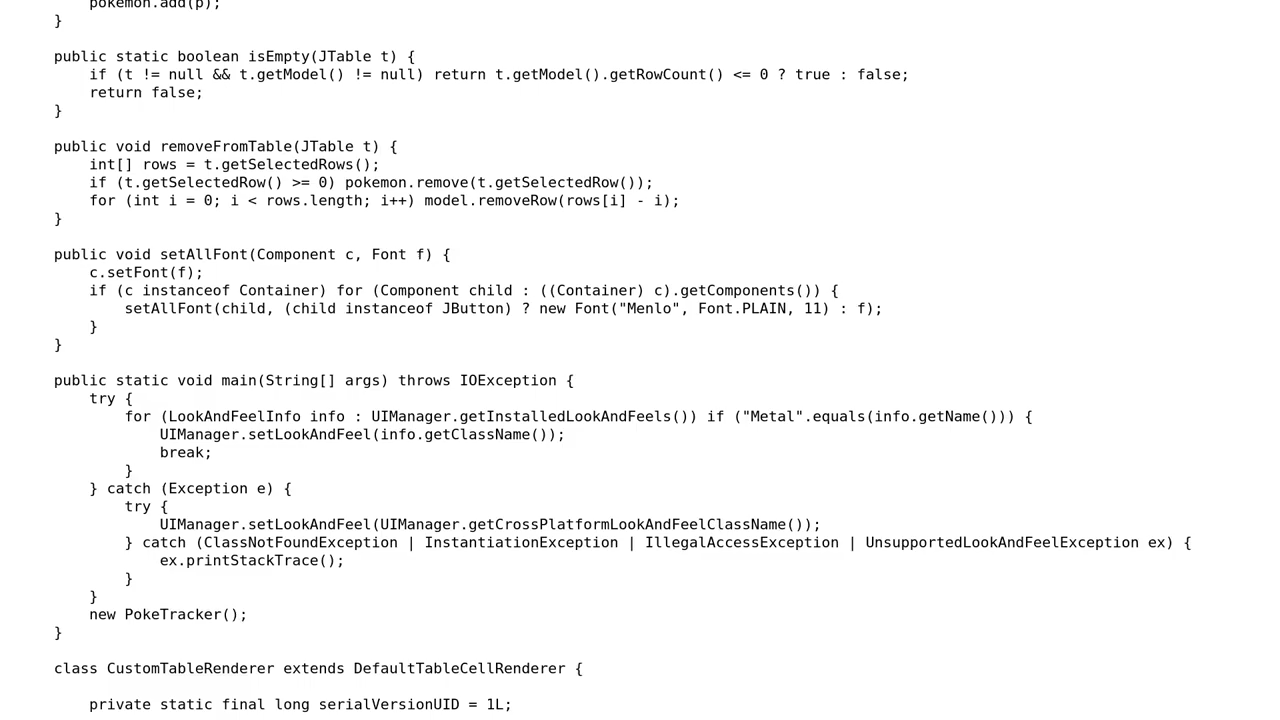 pokemon.add(p);
}
public static boolean isEmpty(JTable t) {
if (t != null && t.getModel() != null) return t.getModel().getRowCount() <= 0 ? true : false;
return false;
}
public void removeFromTable(JTable t) {
int[] rows = t.getSelectedRows();
if (t.getSelectedRow() >= 0) pokemon.remove(t.getSelectedRow());
for (int i = 0; i < rows.length; i++) model.removeRow(rows[i] - i);
}
public void setAllFont(Component c, Font f) {
c.setFont(f);
if (c instanceof Container) for (Component child : ((Container) c).getComponents()) {
setAllFont(child, (child instanceof JButton) ? new Font("Menlo", Font.PLAIN, 11) : f);
}
}
public static void main(String[] args) throws IOException {
try {
for (LookAndFeelInfo info : UIManager.getInstalledLookAndFeels()) if ("Metal".equals(info.getName())) {
UIManager.setLookAndFeel(info.getClassName());
break;
}
} catch (Exception e) {
try {
UIManager.setLookAndFeel(UIManager.getCrossPlatformLookAndFeelClassName());
} catch (ClassNotFoundException | InstantiationException | IllegalAccessException | UnsupportedLookAndFeelException ex) {
ex.printStackTrace();
}
}
new PokeTracker();
}
class CustomTableRenderer extends DefaultTableCellRenderer {
private static final long serialVersionUID = 1L;